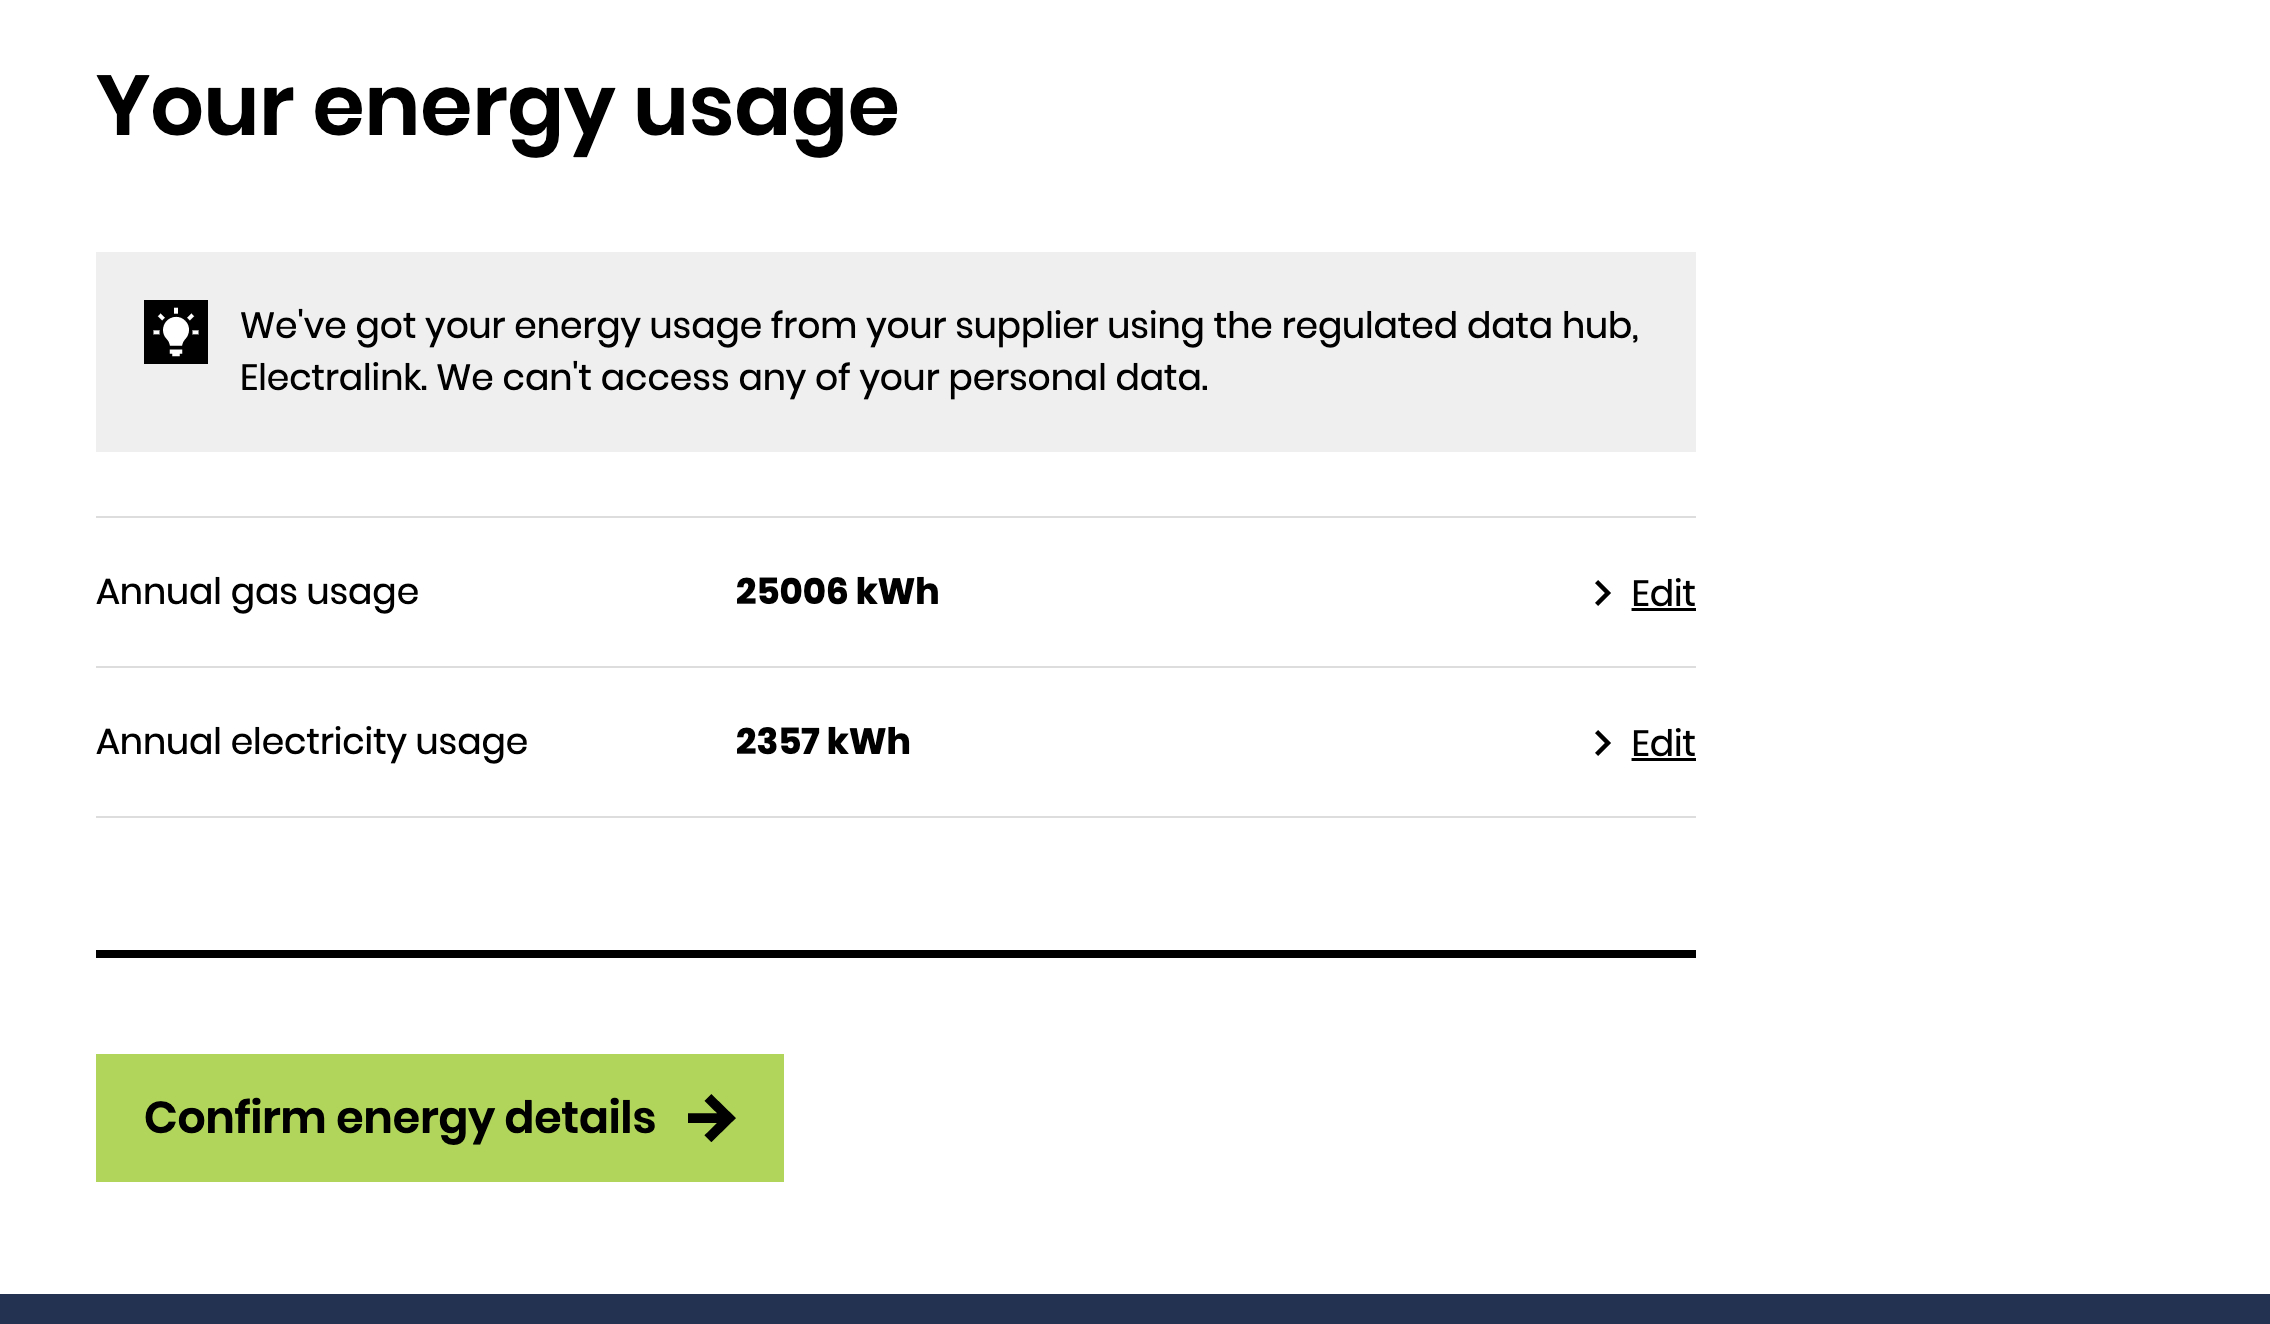 Your energy usage
We've got your energy usage from your supplier using the regulated data hub,
Electralink. We can't access any of your personal data.
Annual gas usage 25006 kWh Edit
Annual electricity usage 2357 kWh Edit
Confirm energy details